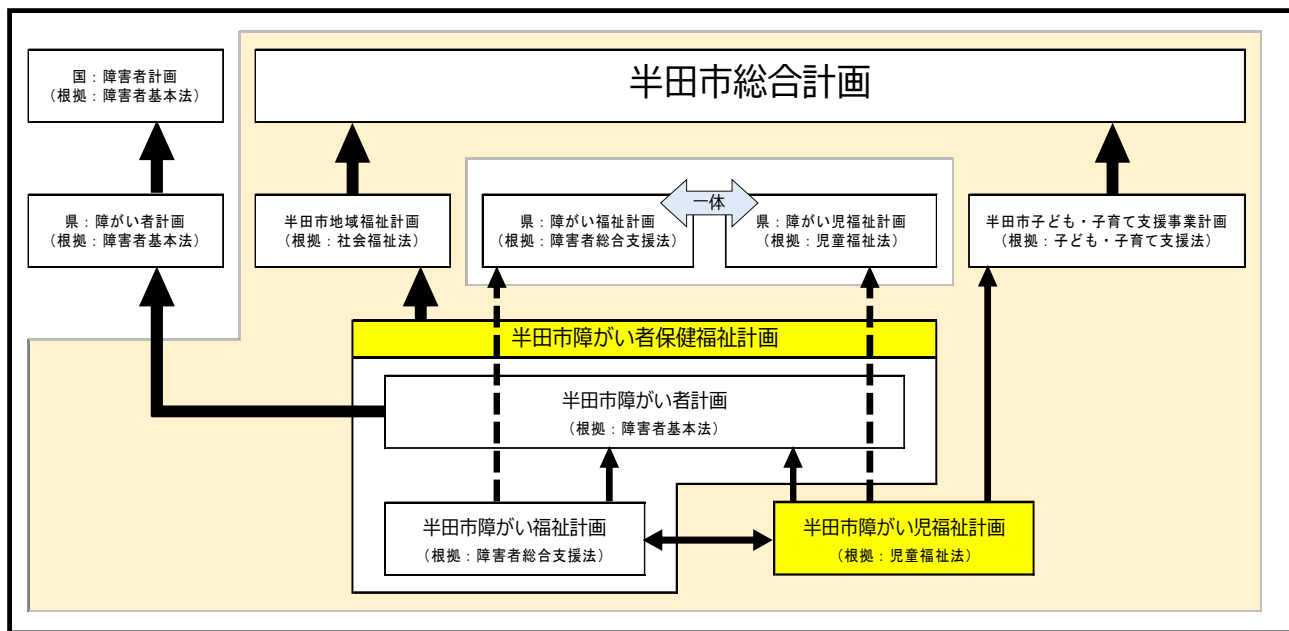 国：障害者計画
（根拠：障害者基本法）
半田市総合計画
県：障がい者計画
（根拠：障害者基本法）
半田市地域福祉計画
（根拠：社会福祉法）
県：障がい福祉計画
（根拠：障害者総合支援法）
一体
県：障がい児福祉計画
（根拠：児童福祉法）
半田市子ども・子育て支援事業計画
（根拠：子ども・子育て支援法）
半田市障がい者保健福祉計画
半田市障がい者計画
（根拠：障害者基本法）
半田市障がい福祉計画
（根拠：障害者総合支援法）
半田市障がい児福祉計画
（根拠：児童福祉法）